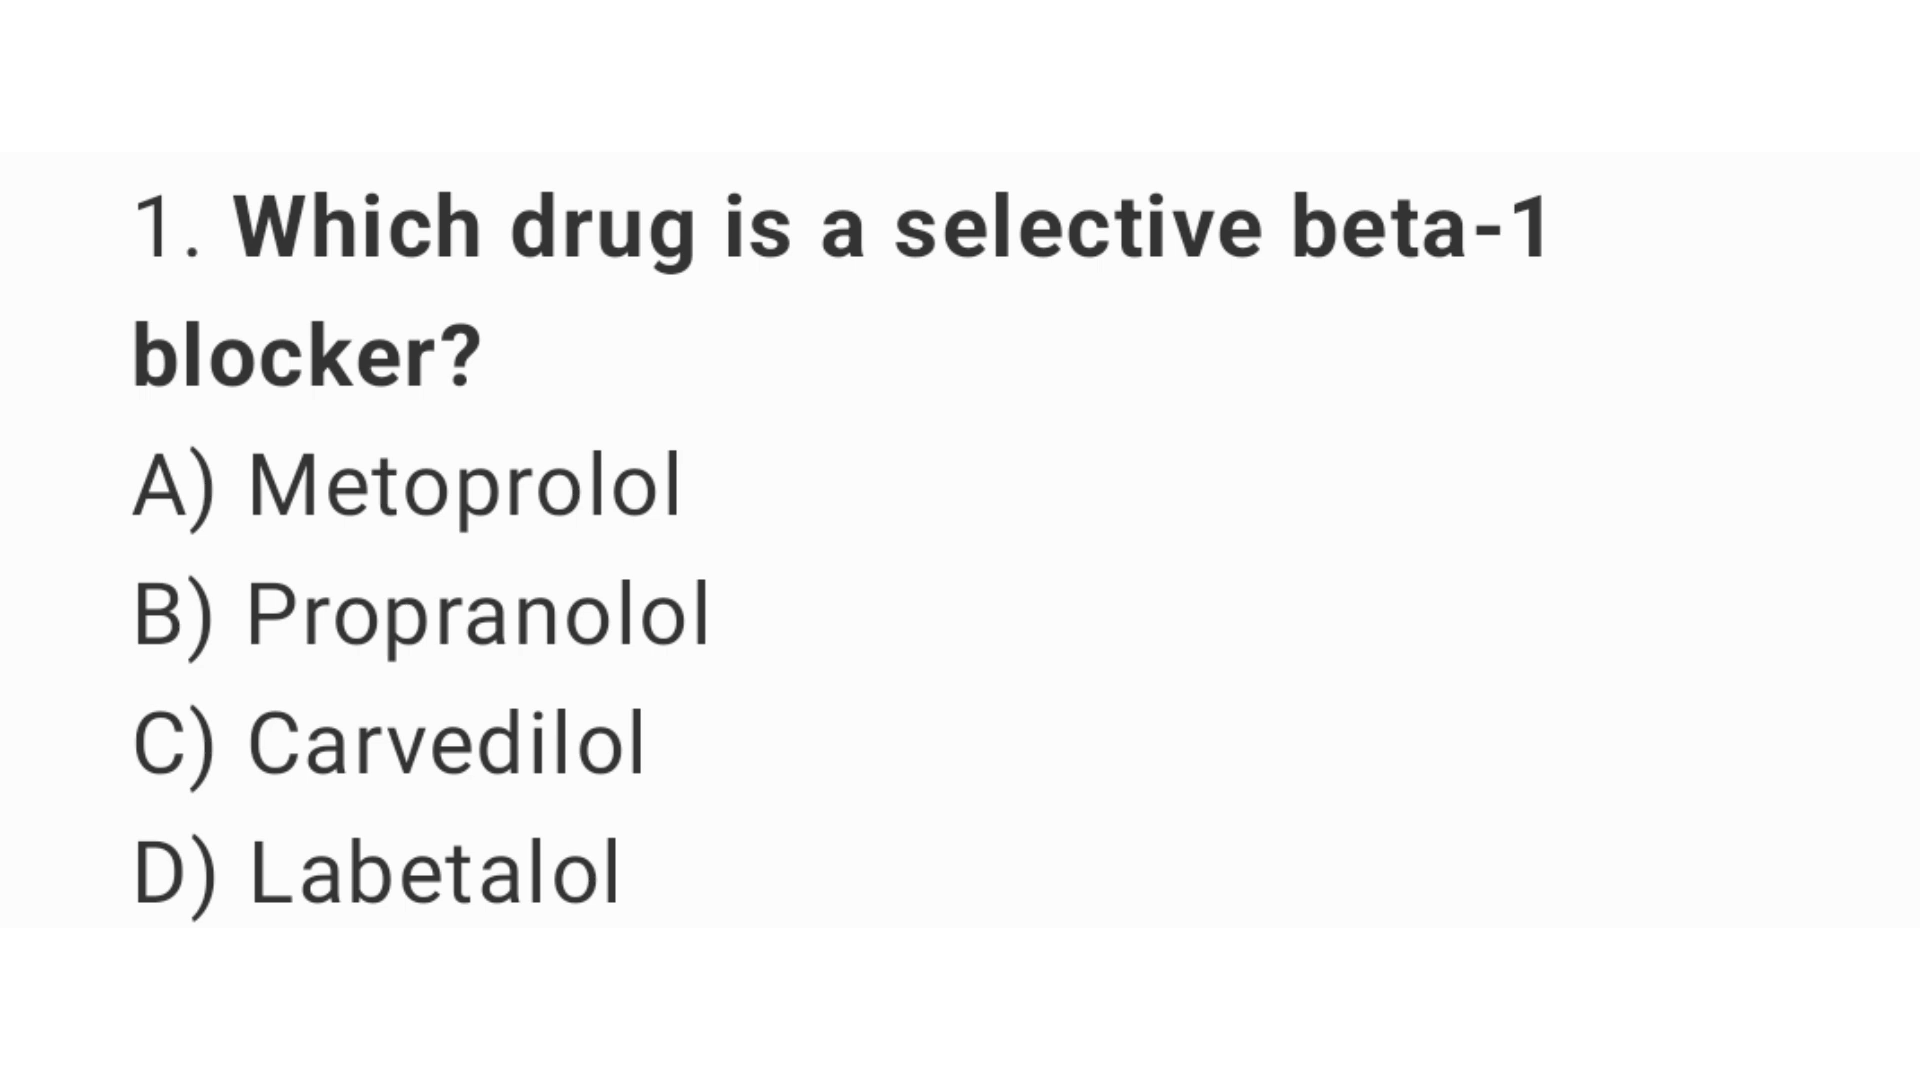 1. Which drug is a selective beta-1
blocker?
A) Metoprolol
B) Propranolol
C) Carvedilol
D) Labetalol